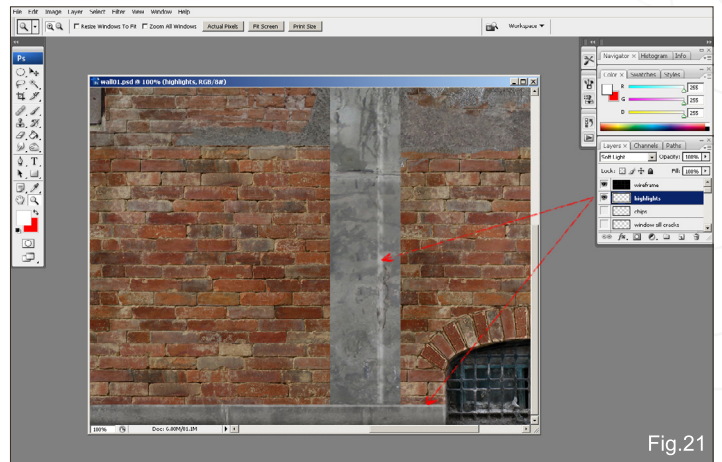 File Edit Image Layer Select Filter View Window Help
Resize Windows To Fit Zoom All Windows Actual Pixels Fit Screen Print Size Workspace
Ps
wall01.psd @ 100% (highlights, RGB/8#)
Navigator × Histogram Info
Color × Swatches Styles
R 255
G 255
255
Layers × Channels Paths
Soft Light Opacity: 100%
Lock: Fill: 100%
wireframe
highlights
chips
window sill cracks
100% Doc: 6.00M/81.1M
Fig.21